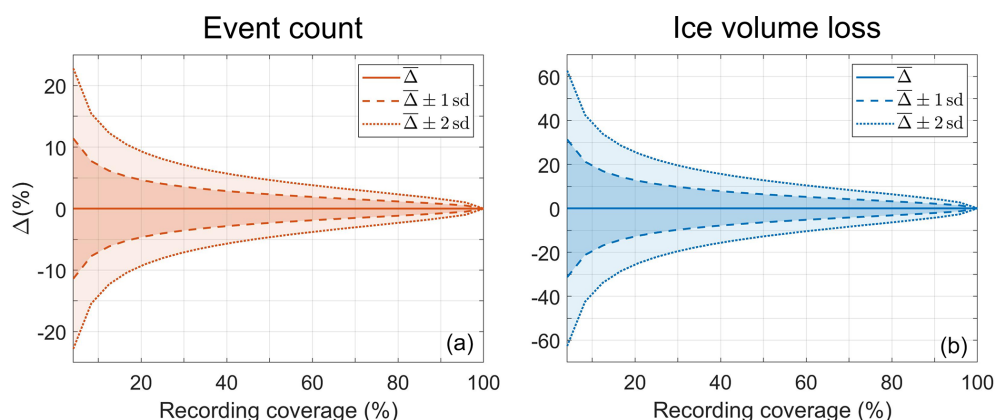 Event count
Δ(%)
20
10
0
-10
-20
20
40
60
80
100
Recording coverage (%)
Δ̅
Δ̅ ± 1 sd
Δ̅ ± 2 sd
(a)
Ice volume loss
60
40
20
0
-20
-40
-60
20
40
60
80
100
Recording coverage (%)
Δ̅
Δ̅ ± 1 sd
Δ̅ ± 2 sd
(b)